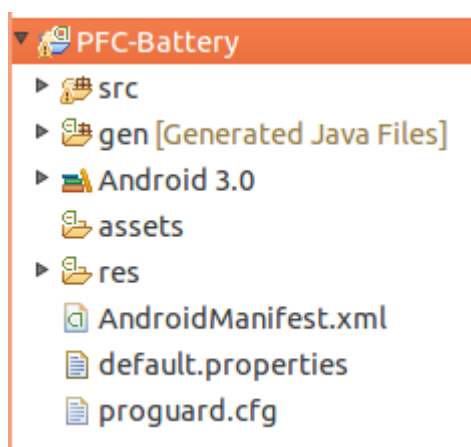 PFC-Battery
src
gen [Generated Java Files]
Android 3.0
assets
res
AndroidManifest.xml
default.properties
proguard.cfg